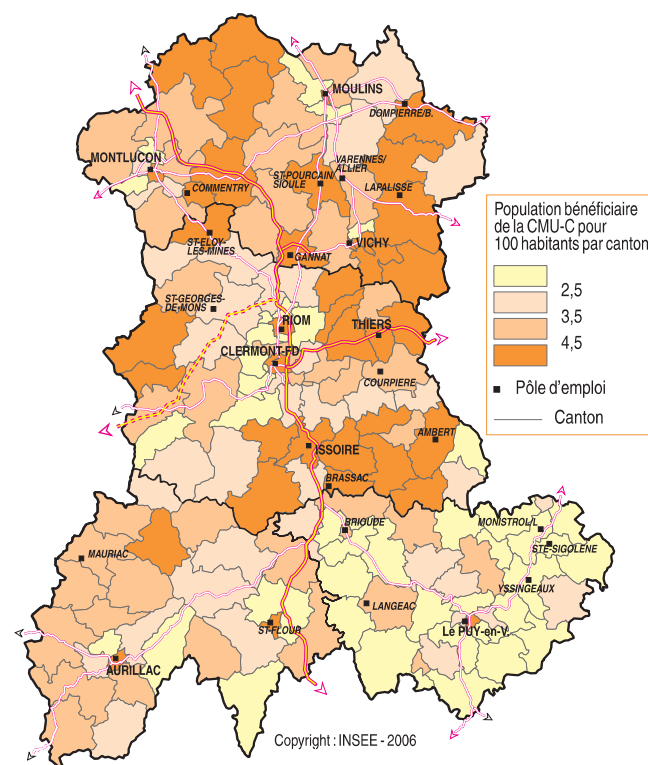 MOULINS
DOMPIERRE/B.
MONTLUCON
VARENNES/
ALLIER
ST-POURCAIN/
SIOULE
COMMENTRY
LAPALISSE
ST-ELOY-
LES-MINES
VICHY
GANNAT
ST-GEORGES-
DE-MONS
RIOM
THIERS
CLERMONT-FD
COURPIERE
AMBERT
ISSOIRE
BRASSAC
BRIOUDE
MONISTROL/L
STE-SIGOLENE
MAURIAC
YSSINGEAUX
LANGEAC
ST-FLOUR
Le PUY-en-V.
AURILLAC
Population bénéficiaire
de la CMU-C pour
100 habitants par canton
2,5
3,5
4,5
Pôle d'emploi
Canton
Copyright : INSEE - 2006